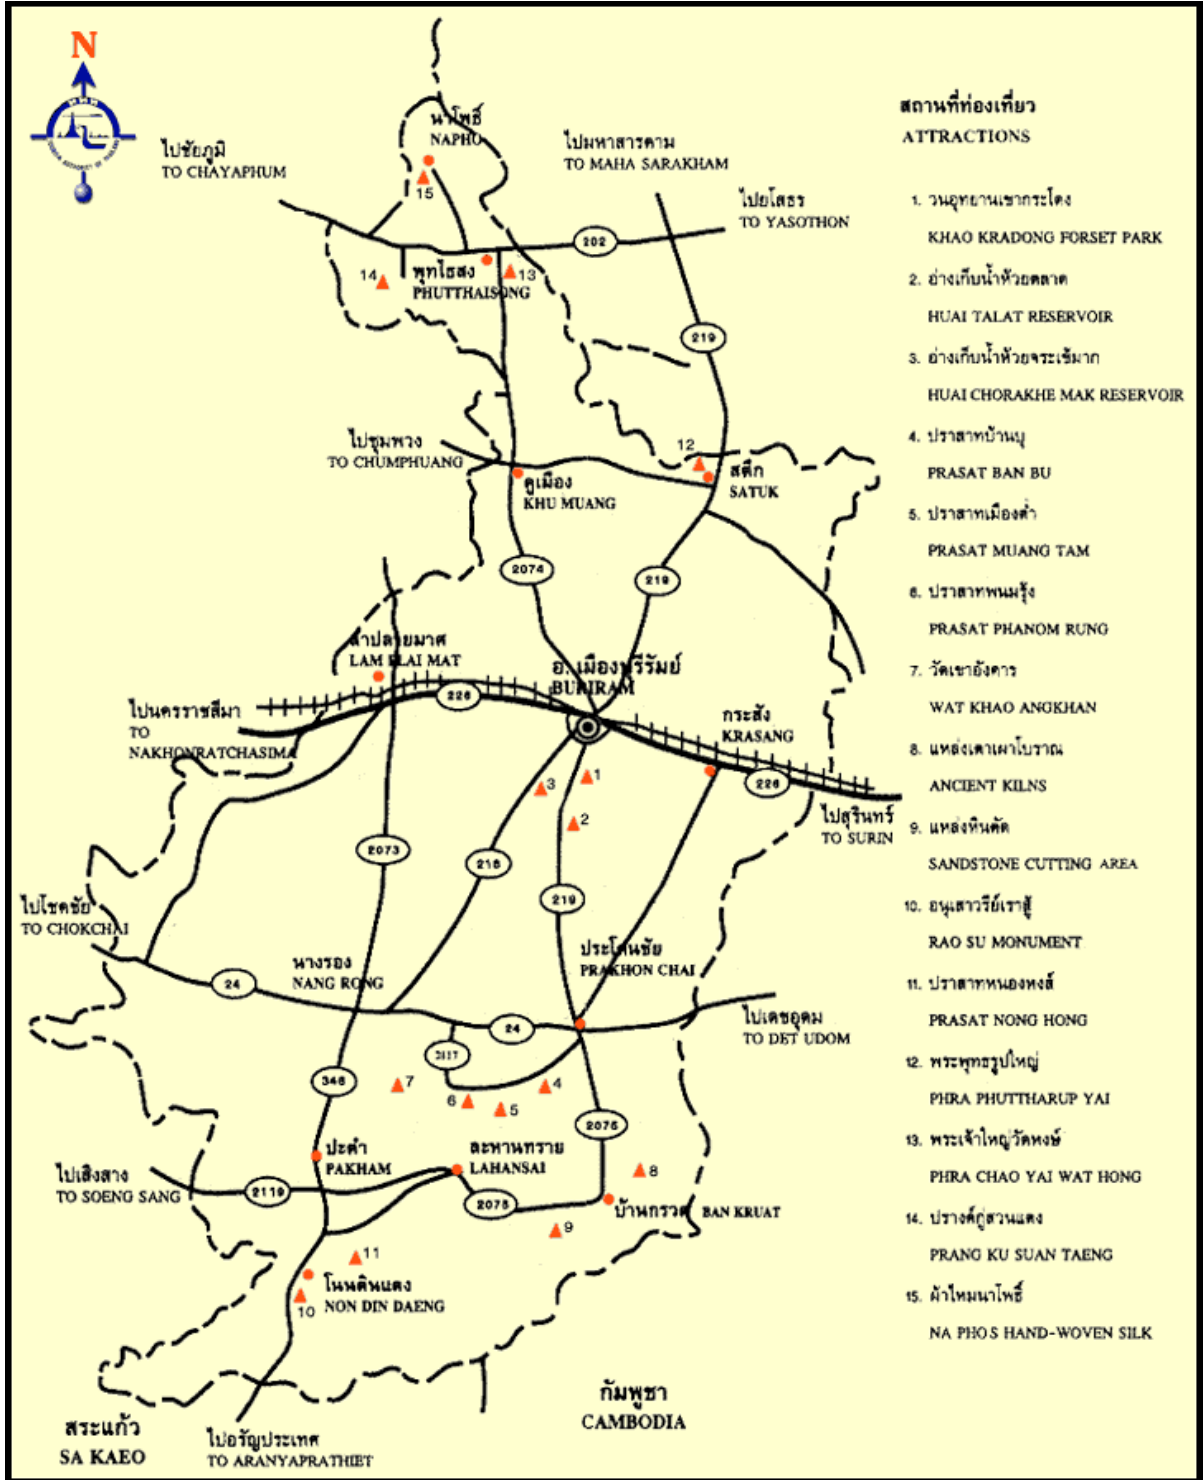 N
ไปชัยภูมิ
TO CHAYAPHUM
นาโพธิ์
NAPHO
15
ไปมหาสารคาม
TO MAHA SARAKHAM
ไปยโสธร
TO YASOTHON
202
14
พุทไธสง
PHUTTHAISONG
13
219
ไปชุมพวง
TO CHUMPHUANG
12
สตึก
SATUK
คูเมือง
KHU MUANG
2074
219
ลำปลายมาศ
LAM PLAI MAT
อ. เมืองบุรีรัมย์
BURIRAM
226
ไปนครราชสีมา
TO
NAKHONRATCHASIMA
กระสัง
KRASANG
226
1
3
2
ไปสุรินทร์
TO SURIN
2073
218
219
ไปโชคชัย
TO CHOKCHAI
นางรอง
NANG RONG
ประโคนชัย
PRAKHON CHAI
24
24
ไปเดชอุดม
TO DET UDOM
2117
348
7
6
5
4
2075
ปะคำ
PAKHAM
ละหานทราย
LAHANSAI
8
ไปเสิงสาง
TO SOENG SANG
2119
2075
บ้านกรวด BAN KRUAT
9
11
โนนดินแดง
NON DIN DAENG
10
สระแก้ว
SA KAEO
ไปอรัญประเทศ
TO ARANYAPRATHIET
กัมพูชา
CAMBODIA
สถานที่ท่องเที่ยว
ATTRACTIONS
1. วนอุทยานเขากระโดง
KHAO KRADONG FORSET PARK
2. อ่างเก็บน้ำห้วยตลาด
HUAI TALAT RESERVOIR
3. อ่างเก็บน้ำห้วยจระเข้มาก
HUAI CHORAKHE MAK RESERVOIR
4. ปราสาทบ้านบุ
PRASAT BAN BU
5. ปราสาทเมืองต่ำ
PRASAT MUANG TAM
6. ปราสาทพนมรุ้ง
PRASAT PHANOM RUNG
7. วัดเขาอังคาร
WAT KHAO ANGKHAN
8. แหล่งเตาเผาโบราณ
ANCIENT KILNS
9. แหล่งหินตัด
SANDSTONE CUTTING AREA
10. อนุเสาวรีย์เราสู้
RAO SU MONUMENT
11. ปราสาทหนองหงส์
PRASAT NONG HONG
12. พระพุทธรูปใหญ่
PHRA PHUTTHARUP YAI
13. พระเจ้าใหญ่วัดหงษ์
PHRA CHAO YAI WAT HONG
14. ปรางค์กู่สวนแตง
PRANG KU SUAN TAENG
15. ผ้าไหมนาโพธิ์
NA PHOS HAND-WOVEN SILK